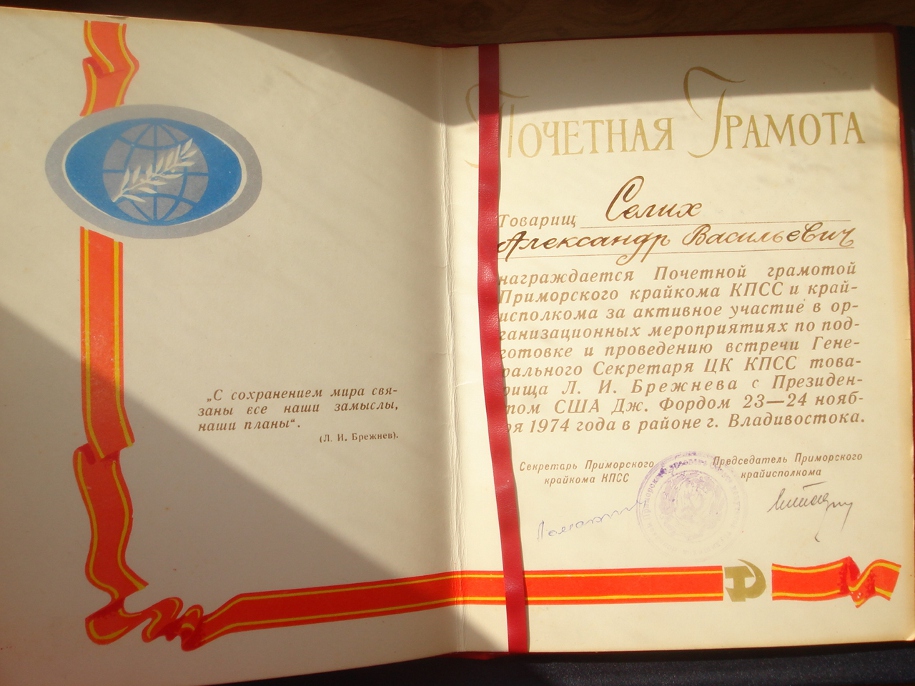 „С сохранением мира свя-
заны все наши замыслы,
наши планы“.
(Л. И. Брежнев).
Почетная Грамота
Товарищ Селих
Александр Васильевич
награждается Почетной грамотой
Приморского крайкома КПСС и край-
исполкома за активное участие в ор-
ганизационных мероприятиях по под-
готовке и проведению встречи Гене-
рального Секретаря ЦК КПСС това-
рища Л. И. Брежнева с Президен-
том США Дж. Фордом 23—24 нояб-
ря 1974 года в районе г. Владивостока.
Секретарь Приморского
крайкома КПСС
Председатель Приморского
крайисполкома